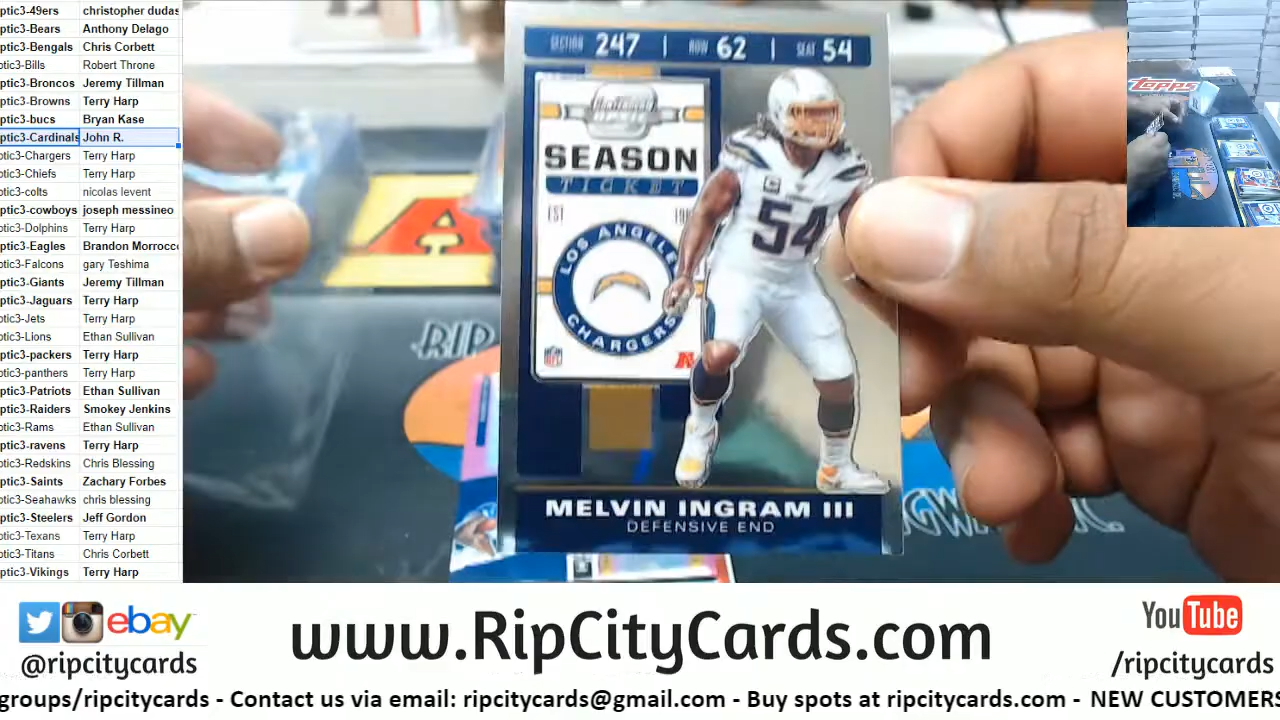 ptic3-49ers christopher dudas
ptic3-Bears Anthony Delago
ptic3-Bengals Chris Corbett
ptic3-Bills Robert Throne
ptic3-Broncos Jeremy Tillman
ptic3-Browns Terry Harp
ptic3-bucs Bryan Kase
ptic3-Cardinals John R.
ptic3-Chargers Terry Harp
ptic3-Chiefs Terry Harp
ptic3-colts nicolas levent
ptic3-cowboys joseph messineo
ptic3-Dolphins Terry Harp
ptic3-Eagles Brandon Morrocc
ptic3-Falcons gary Teshima
ptic3-Giants Jeremy Tillman
ptic3-Jaguars Terry Harp
ptic3-Jets Terry Harp
ptic3-Lions Ethan Sullivan
ptic3-packers Terry Harp
ptic3-panthers Terry Harp
ptic3-Patriots Ethan Sullivan
ptic3-Raiders Smokey Jenkins
ptic3-Rams Ethan Sullivan
ptic3-ravens Terry Harp
ptic3-Redskins Chris Blessing
ptic3-Saints Zachary Forbes
ptic3-Seahawks chris blessing
ptic3-Steelers Jeff Gordon
ptic3-Texans Terry Harp
ptic3-Titans Chris Corbett
ptic3-Vikings Terry Harp
SECTION 247 | ROW 62 | SEAT 54
SEASON
TICKET
EST
LOS ANGELES
CHARGERS
NFL
54
MELVIN INGRAM III
DEFENSIVE END
RIP
Topps
ebay
@ripcitycards
www.RipCityCards.com
YouTube
/ripcitycards
groups/ripcitycards - Contact us via email: ripcitycards@gmail.com - Buy spots at ripcitycards.com - NEW CUSTOMERS